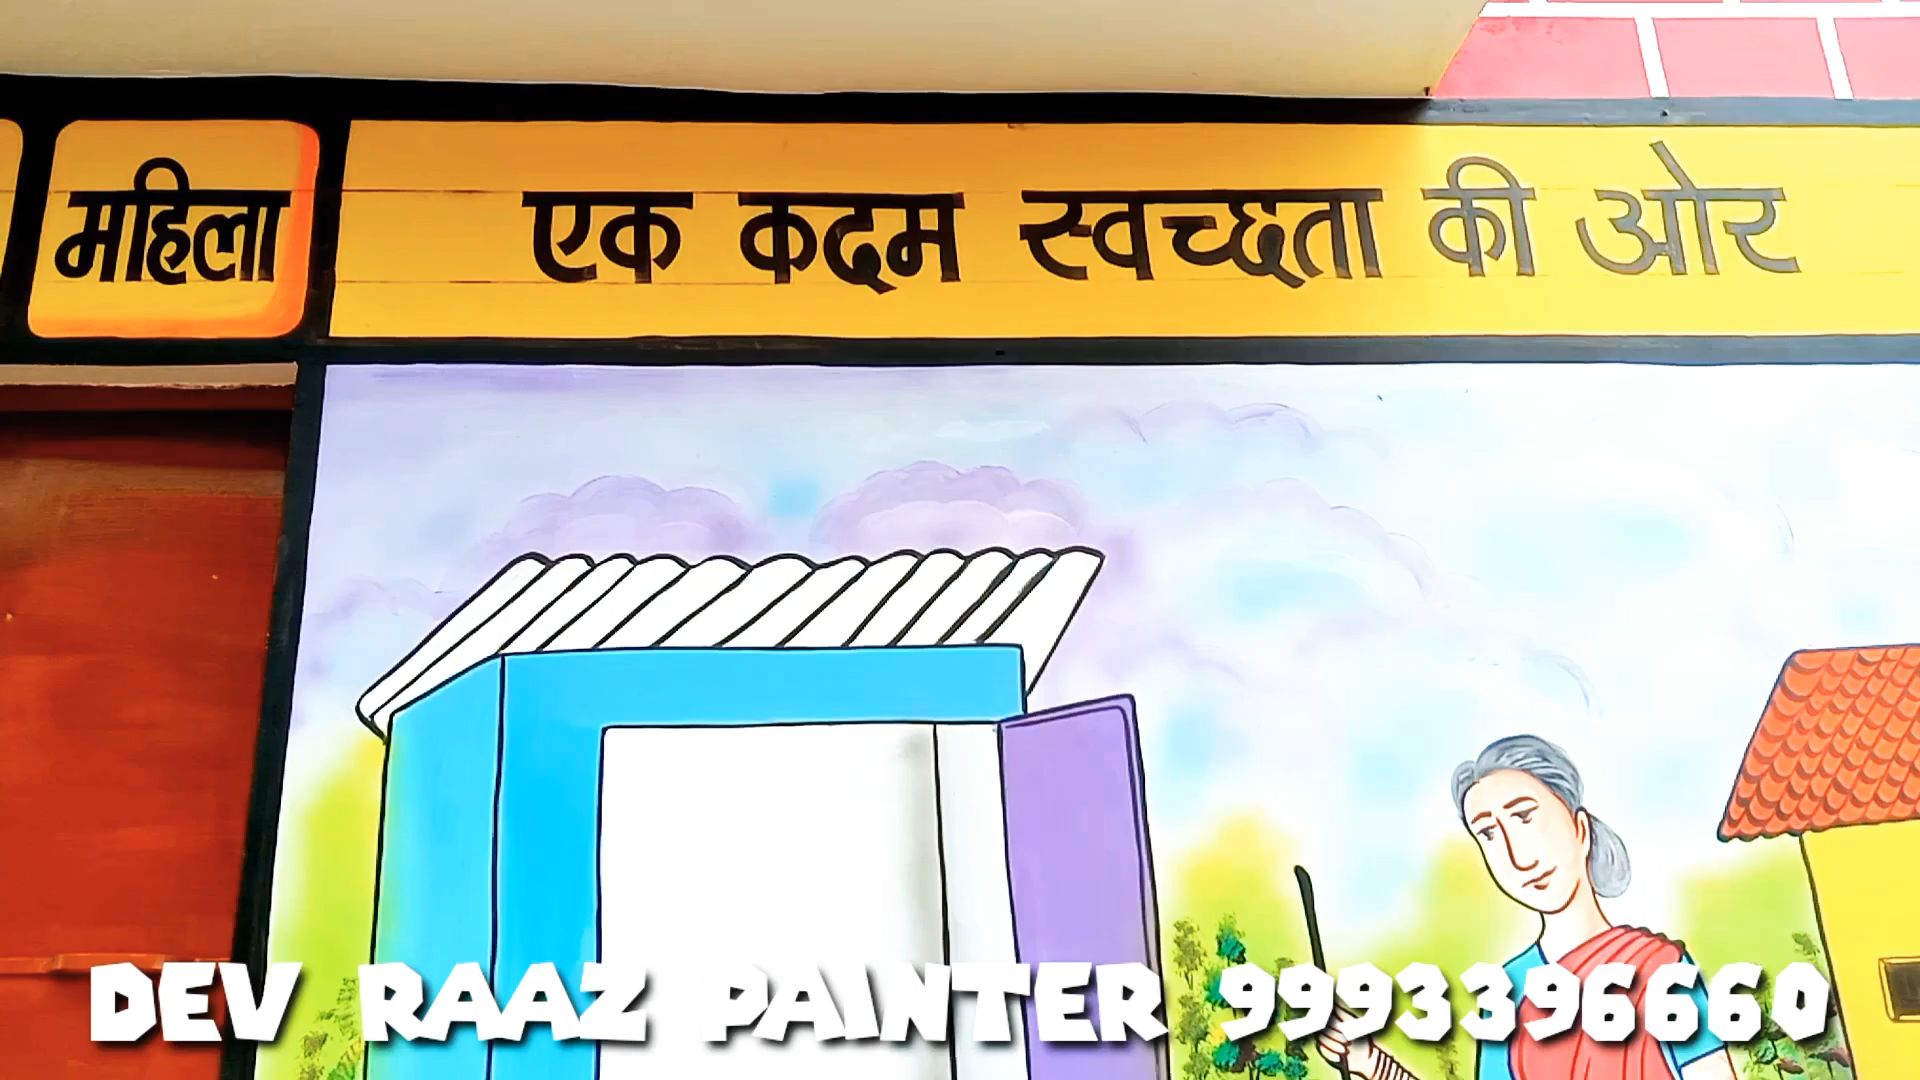 महिला
एक कदम स्वच्छता की ओर
DEV RAAZ PAINTER 9993396660